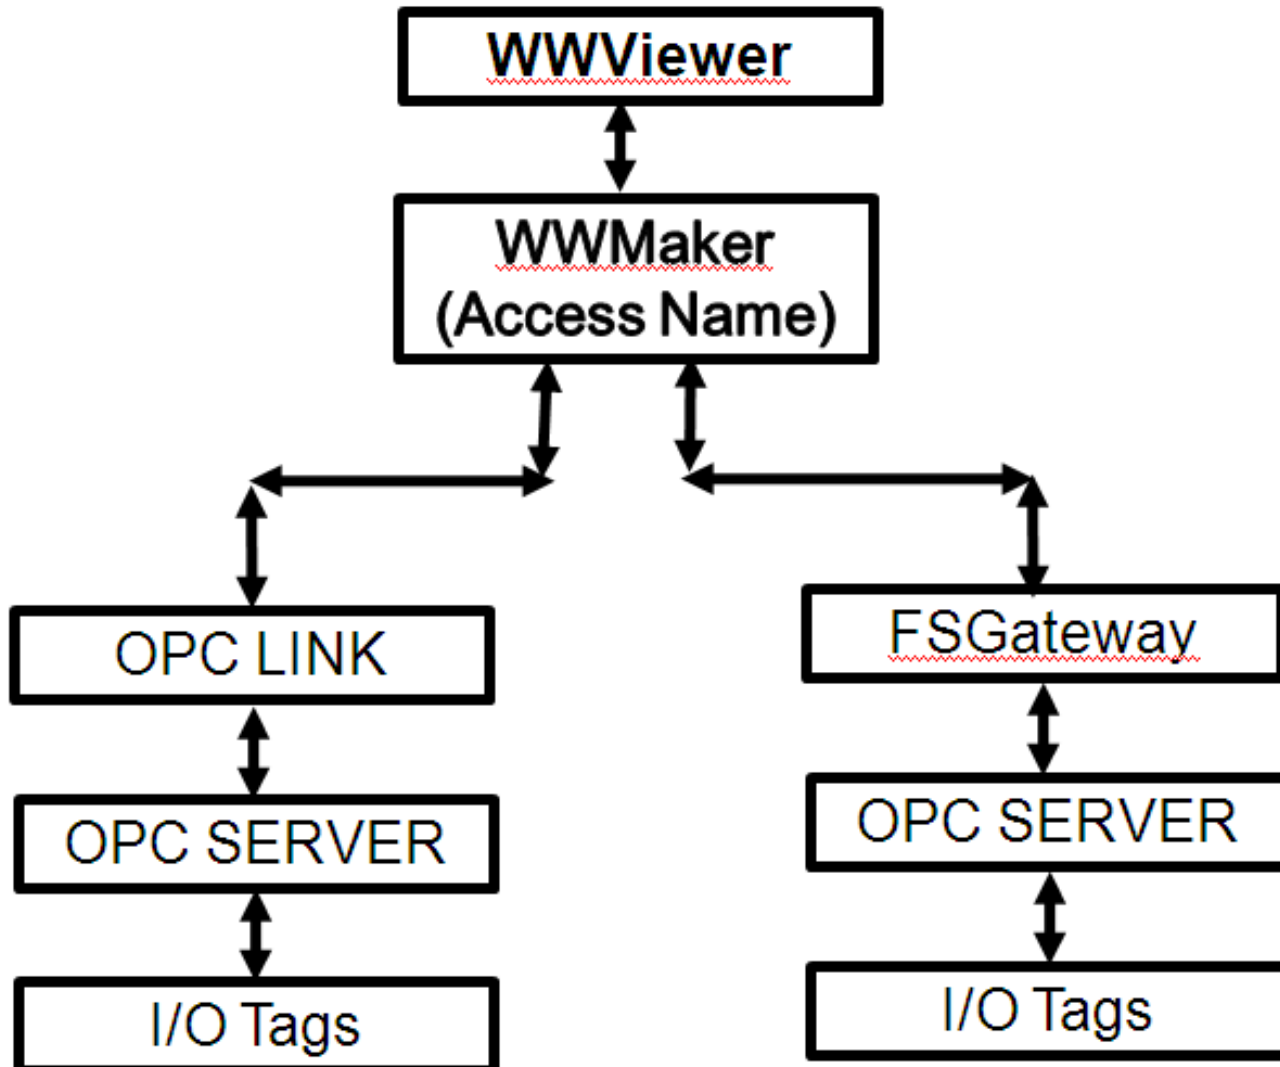 WWViewer
WWMaker
(Access Name)
OPC LINK
FSGateway
OPC SERVER
OPC SERVER
I/O Tags
I/O Tags